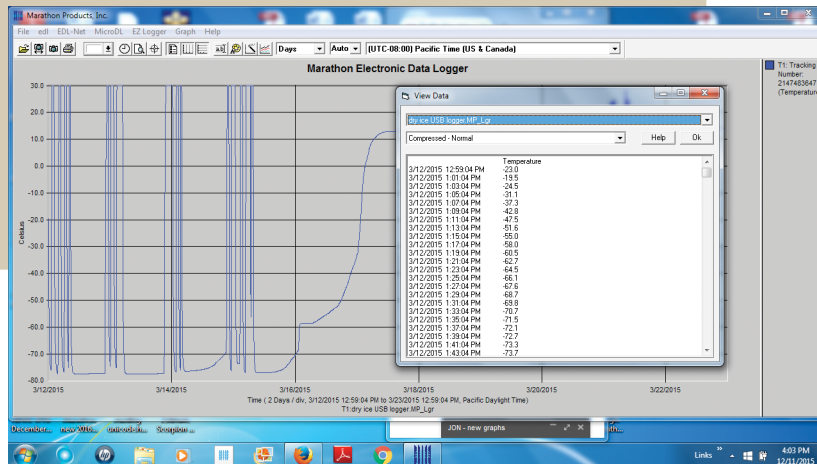 Marathon Products, Inc.
File edl EDL-Net MicroDL EZ Logger Graph Help
Days Auto (UTC-08:00) Pacific Time (US & Canada)
Marathon Electronic Data Logger
T1: Tracking
Number:
2147483647
(Temperature
30.0
20.0
10.0
0.0
-10.0
-20.0
-30.0
-40.0
-50.0
-60.0
-70.0
-80.0
Celsius
3/12/2015 3/14/2015 3/16/2015 3/18/2015 3/20/2015 3/22/2015
Time ( 2 Days / div, 3/12/2015 12:59:04 PM to 3/23/2015 12:59:04 PM, Pacific Daylight Time)
T1:dry ice USB logger.MP_Lgr
View Data
dry ice USB logger.MP_Lgr
Compressed - Normal Help Ok
Temperature
3/12/2015 12:59:04 PM -23.0
3/12/2015 1:01:04 PM -19.5
3/12/2015 1:03:04 PM -24.5
3/12/2015 1:05:04 PM -31.1
3/12/2015 1:07:04 PM -37.3
3/12/2015 1:09:04 PM -42.8
3/12/2015 1:11:04 PM -47.5
3/12/2015 1:13:04 PM -51.6
3/12/2015 1:15:04 PM -55.0
3/12/2015 1:17:04 PM -58.0
3/12/2015 1:19:04 PM -60.5
3/12/2015 1:21:04 PM -62.7
3/12/2015 1:23:04 PM -64.5
3/12/2015 1:25:04 PM -66.1
3/12/2015 1:27:04 PM -67.6
3/12/2015 1:29:04 PM -68.7
3/12/2015 1:31:04 PM -69.8
3/12/2015 1:33:04 PM -70.7
3/12/2015 1:35:04 PM -71.5
3/12/2015 1:37:04 PM -72.1
3/12/2015 1:39:04 PM -72.7
3/12/2015 1:41:04 PM -73.3
3/12/2015 1:43:04 PM -73.7
December... new 2016... unicoderi... Scorpion ...
JON - new graphs
Links
4:03 PM
12/11/2015